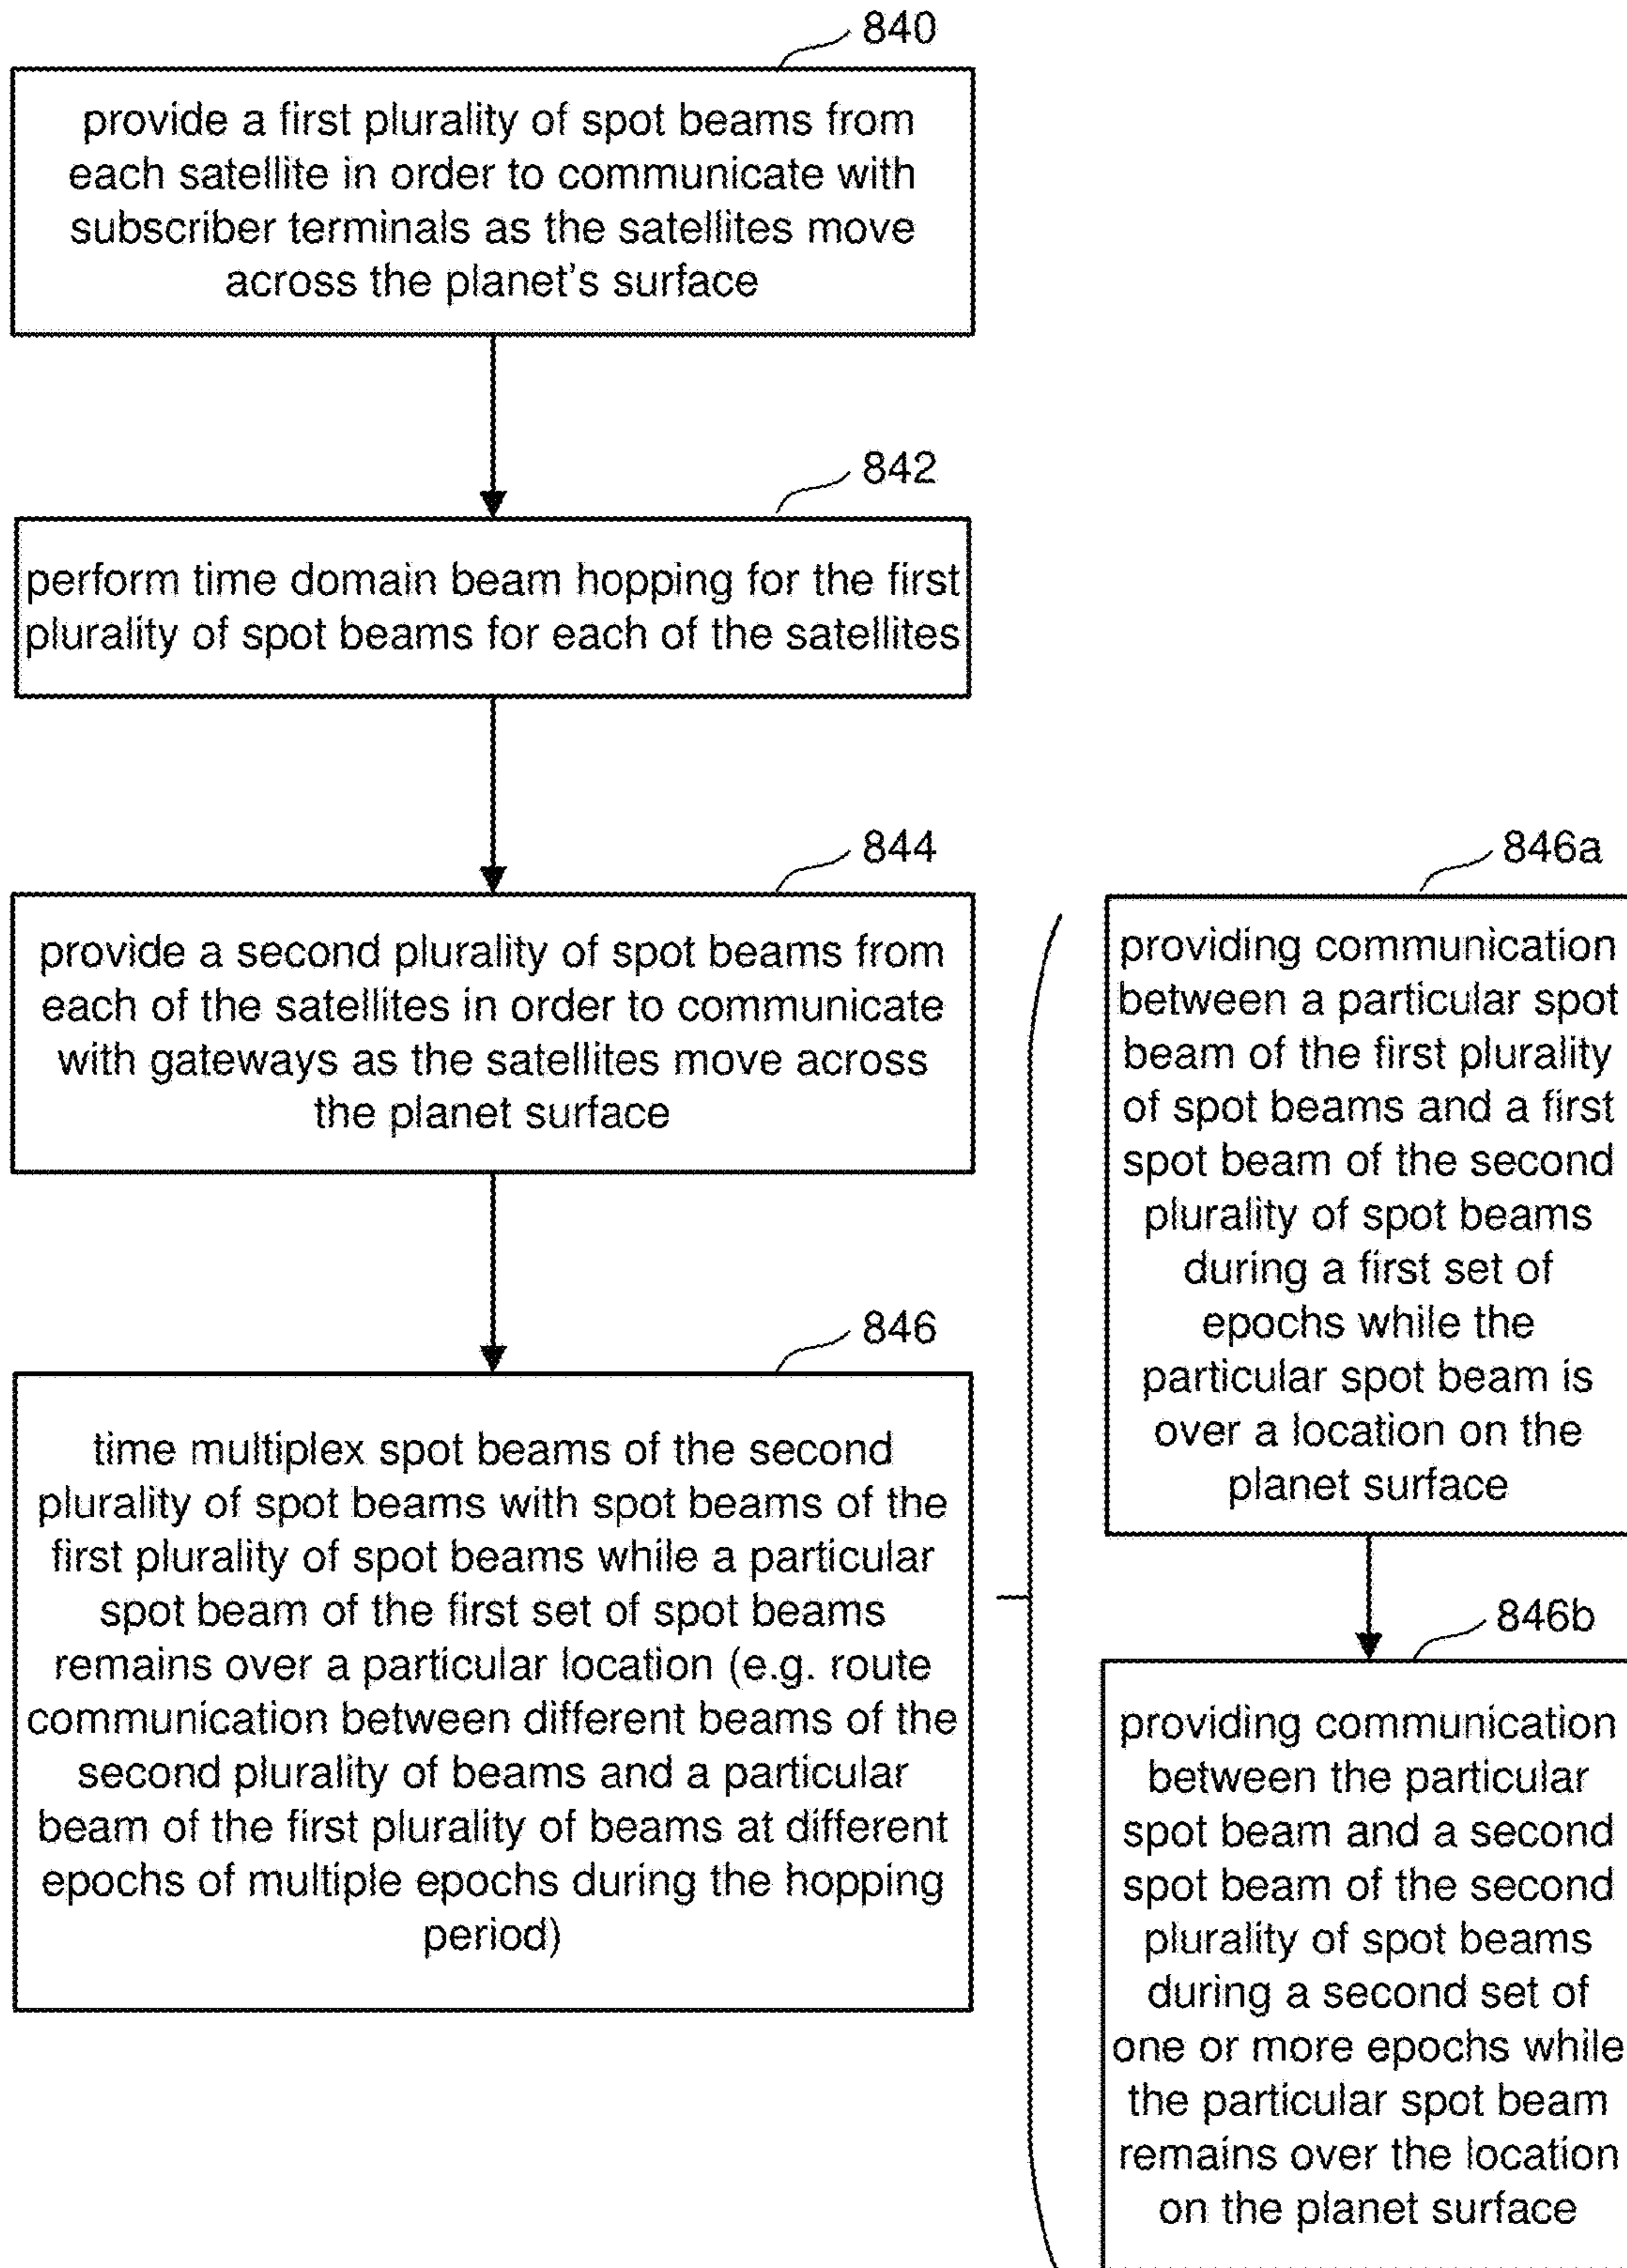 840
provide a first plurality of spot beams from
each satellite in order to communicate with
subscriber terminals as the satellites move
across the planet's surface
842
perform time domain beam hopping for the first
plurality of spot beams for each of the satellites
844
provide a second plurality of spot beams from
each of the satellites in order to communicate
with gateways as the satellites move across
the planet surface
846
time multiplex spot beams of the second
plurality of spot beams with spot beams of the
first plurality of spot beams while a particular
spot beam of the first set of spot beams
remains over a particular location (e.g. route
communication between different beams of the
second plurality of beams and a particular
beam of the first plurality of beams at different
epochs of multiple epochs during the hopping
period)
846a
providing communication
between a particular spot
beam of the first plurality
of spot beams and a first
spot beam of the second
plurality of spot beams
during a first set of
epochs while the
particular spot beam is
over a location on the
planet surface
846b
providing communication
between the particular
spot beam and a second
spot beam of the second
plurality of spot beams
during a second set of
one or more epochs while
the particular spot beam
remains over the location
on the planet surface